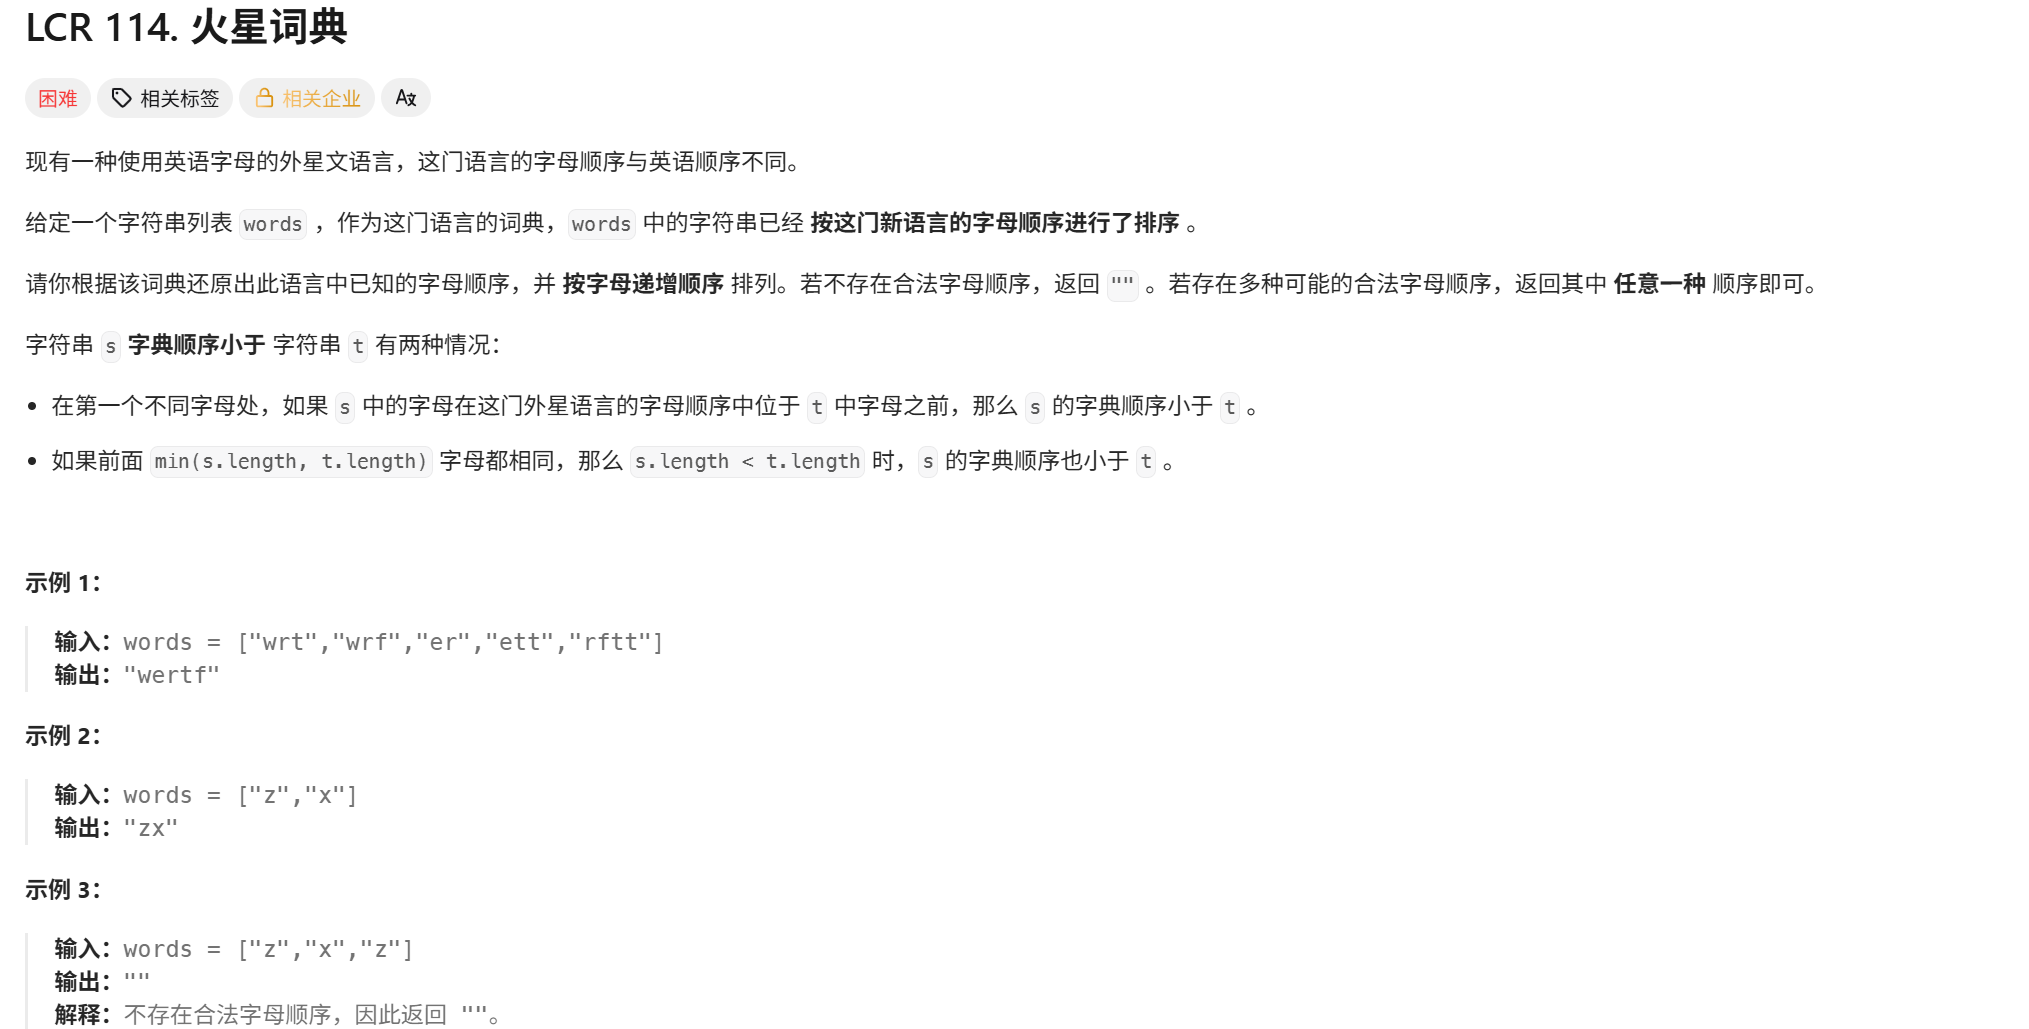 LCR 114. 火星词典
困难 相关标签 相关企业 A文
现有一种使用英语字母的外星文语言，这门语言的字母顺序与英语顺序不同。
给定一个字符串列表 words ，作为这门语言的词典，words 中的字符串已经 按这门新语言的字母顺序进行了排序 。
请你根据该词典还原出此语言中已知的字母顺序，并 按字母递增顺序 排列。若不存在合法字母顺序，返回 "" 。若存在多种可能的合法字母顺序，返回其中 任意一种 顺序即可。
字符串 s 字典顺序小于 字符串 t 有两种情况：
• 在第一个不同字母处，如果 s 中的字母在这门外星语言的字母顺序中位于 t 中字母之前，那么 s 的字典顺序小于 t 。
• 如果前面 min(s.length, t.length) 字母都相同，那么 s.length < t.length 时，s 的字典顺序也小于 t 。
示例 1：
输入：words = ["wrt","wrf","er","ett","rftt"]
输出："wertf"
示例 2：
输入：words = ["z","x"]
输出："zx"
示例 3：
输入：words = ["z","x","z"]
输出：""
解释：不存在合法字母顺序，因此返回 ""。